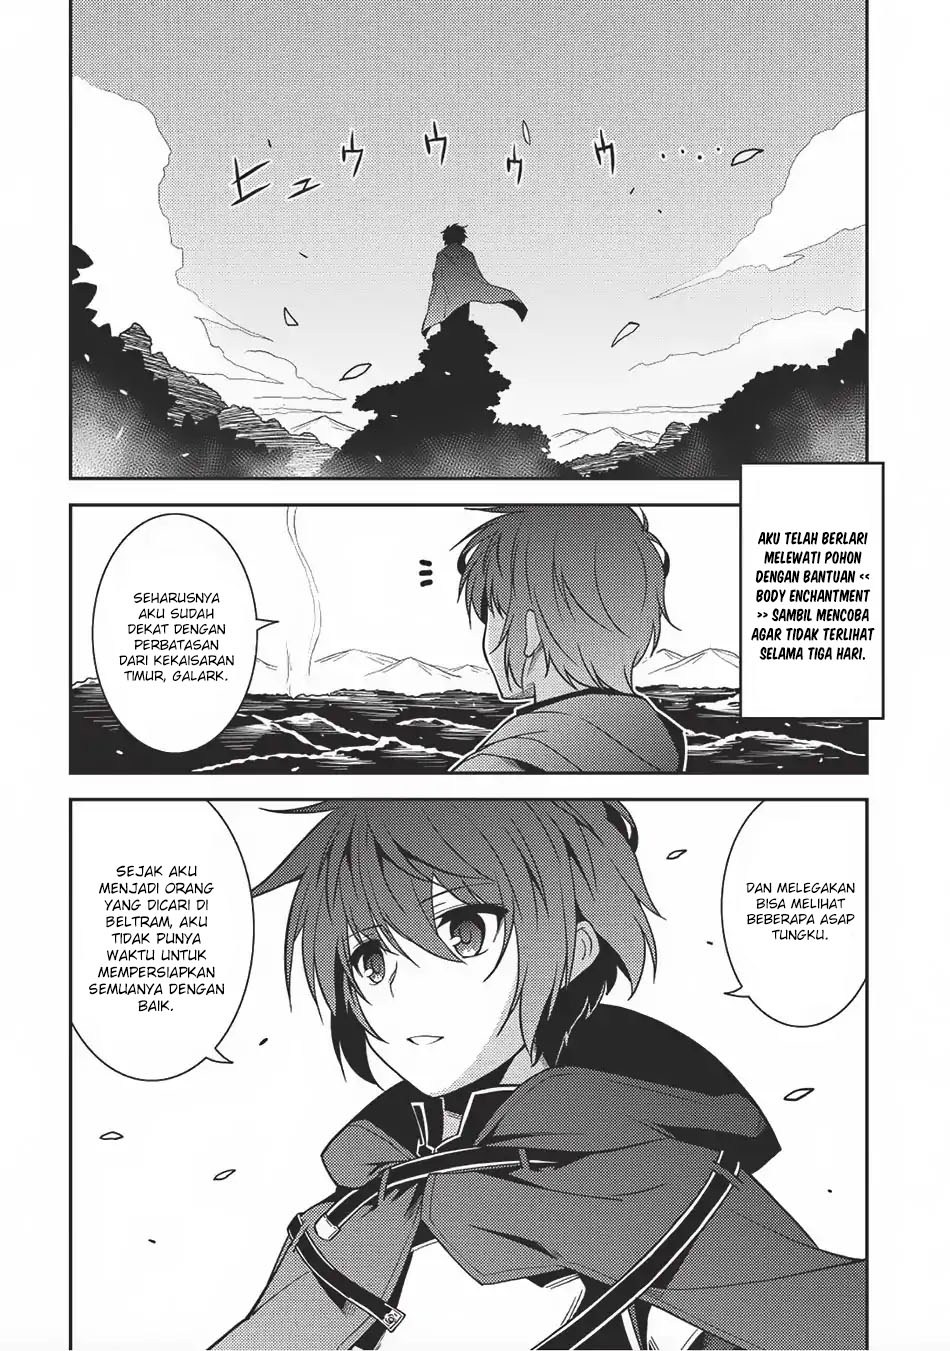 ヒュウウゥウ....
AKU TELAH BERLARI
MELEWATI POHON
DENGAN BANTUAN <<
BODY ENCHANTMENT
>> SAMBIL MENCOBA
AGAR TIDAK TERLIHAT
SELAMA TIGA HARI.
SEHARUSNYA
AKU SUDAH
DEKAT DENGAN
PERBATASAN
DARI KEKAISARAN
TIMUR, GALARK.
DAN MELEGAKAN
BISA MELIHAT
BEBERAPA ASAP
TUNGKU.
SEJAK AKU
MENJADI ORANG
YANG DICARI DI
BELTRAM, AKU
TIDAK PUNYA
WAKTU UNTUK
MEMPERSIAPKAN
SEMUANYA DENGAN
BAIK.